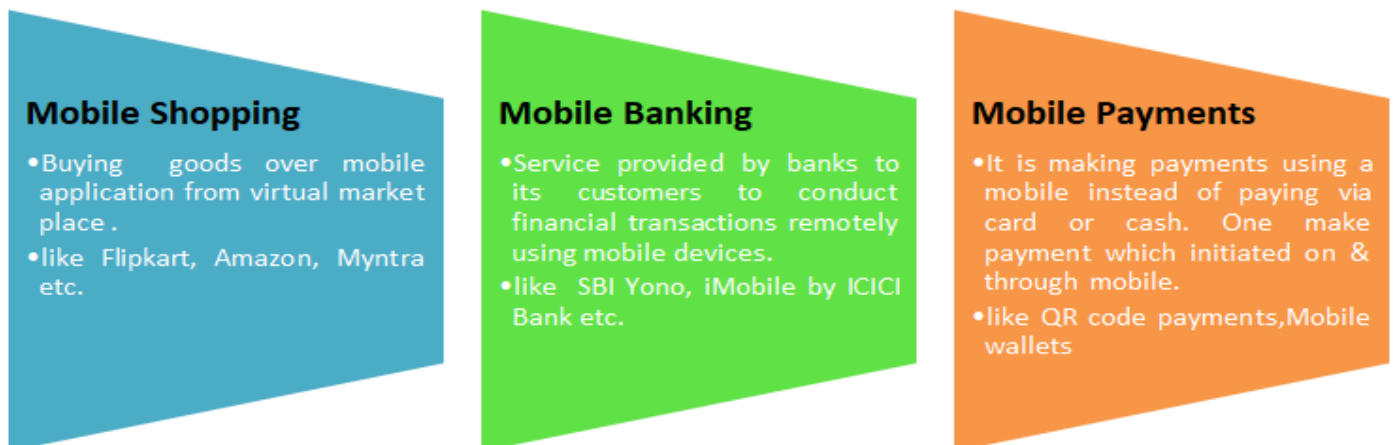 Mobile Shopping
•Buying goods over mobile
application from virtual market
place .
•like Flipkart, Amazon, Myntra
etc.
Mobile Banking
•Service provided by banks to
its customers to conduct
financial transactions remotely
using mobile devices.
•like SBI Yono, iMobile by ICICI
Bank etc.
Mobile Payments
•It is making payments using a
mobile instead of paying via
card or cash. One make
payment which initiated on &
through mobile.
•like QR code payments,Mobile
wallets